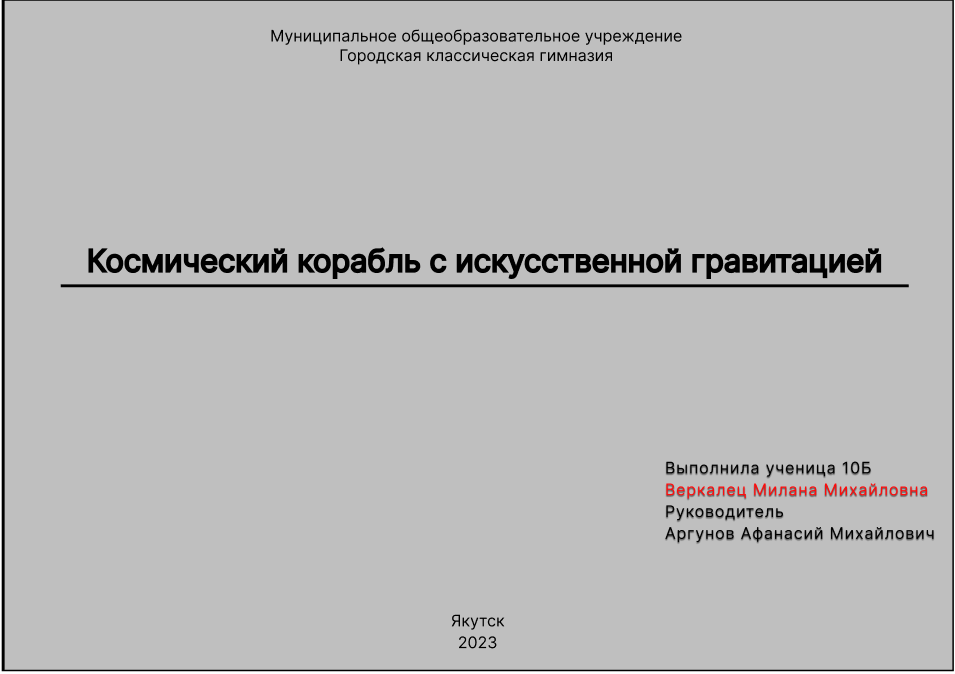 Муниципальное общеобразовательное учреждение
Городская классическая гимназия
Космический корабль с искусственной гравитацией
Выполнила ученица 10Б
Веркалец Милана Михайловна
Руководитель
Аргунов Афанасий Михайлович
Якутск
2023